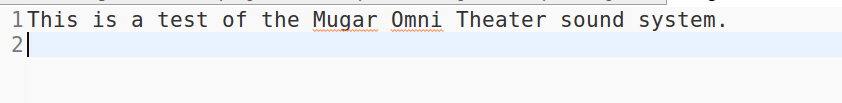 1 This is a test of the Mugar Omni Theater sound system.
2